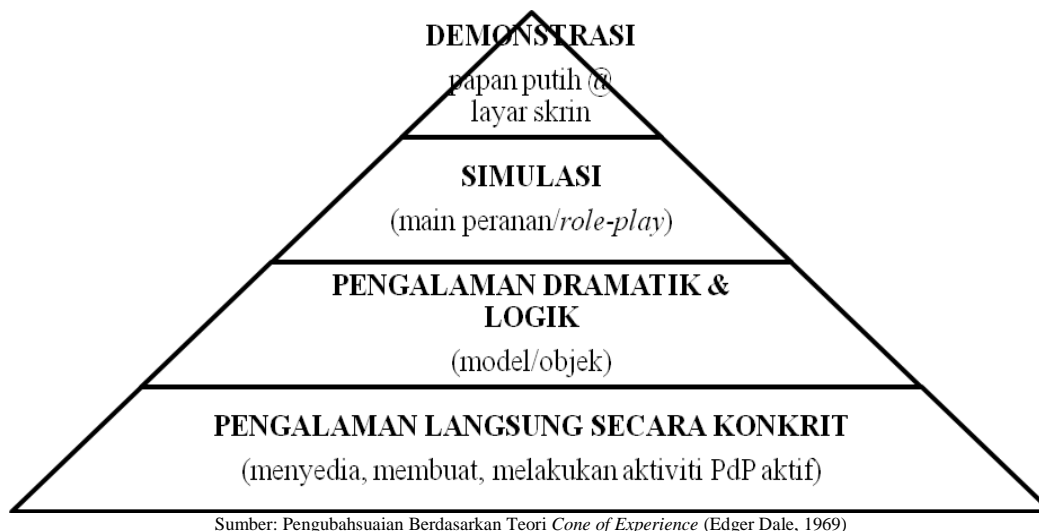 DEMONSTRASI
papan putih @
layar skrin
SIMULASI
(main peranan/role-play)
PENGALAMAN DRAMATIK &
LOGIK
(model/objek)
PENGALAMAN LANGSUNG SECARA KONKRIT
(menyedia, membuat, melakukan aktiviti PdP aktif)
Sumber: Pengubahsuaian Berdasarkan Teori Cone of Experience (Edger Dale, 1969)